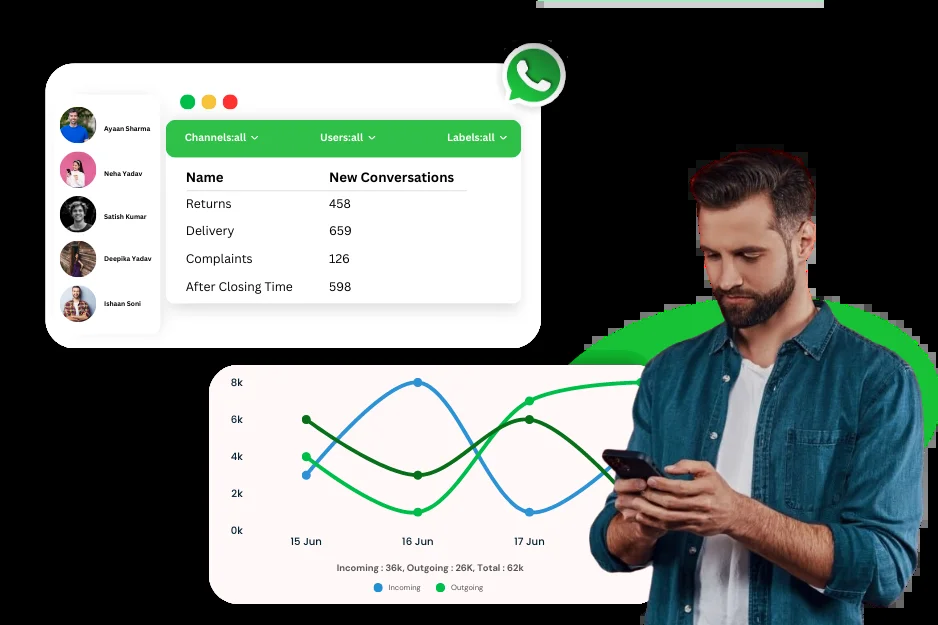 Ayaan Sharma
Neha Yadav
Satish Kumar
Deepika Yadav
Ishaan Soni
Channels:all Users:all Labels:all
Name New Conversations
Returns 458
Delivery 659
Complaints 126
After Closing Time 598
8k
6k
4k
2k
0k
15 Jun 16 Jun 17 Jun
Incoming : 36k, Outgoing : 26K, Total : 62k
Incoming Outgoing